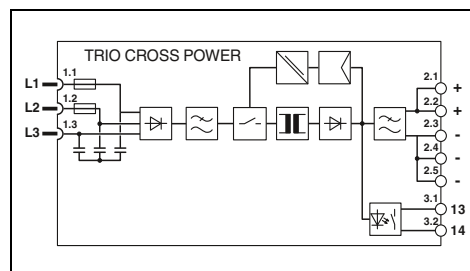 TRIO CROSS POWER
L1 1.1
L2 1.2
L3 1.3
2.1 +
2.2 +
2.3 -
2.4 -
2.5 -
3.1 13
3.2 14